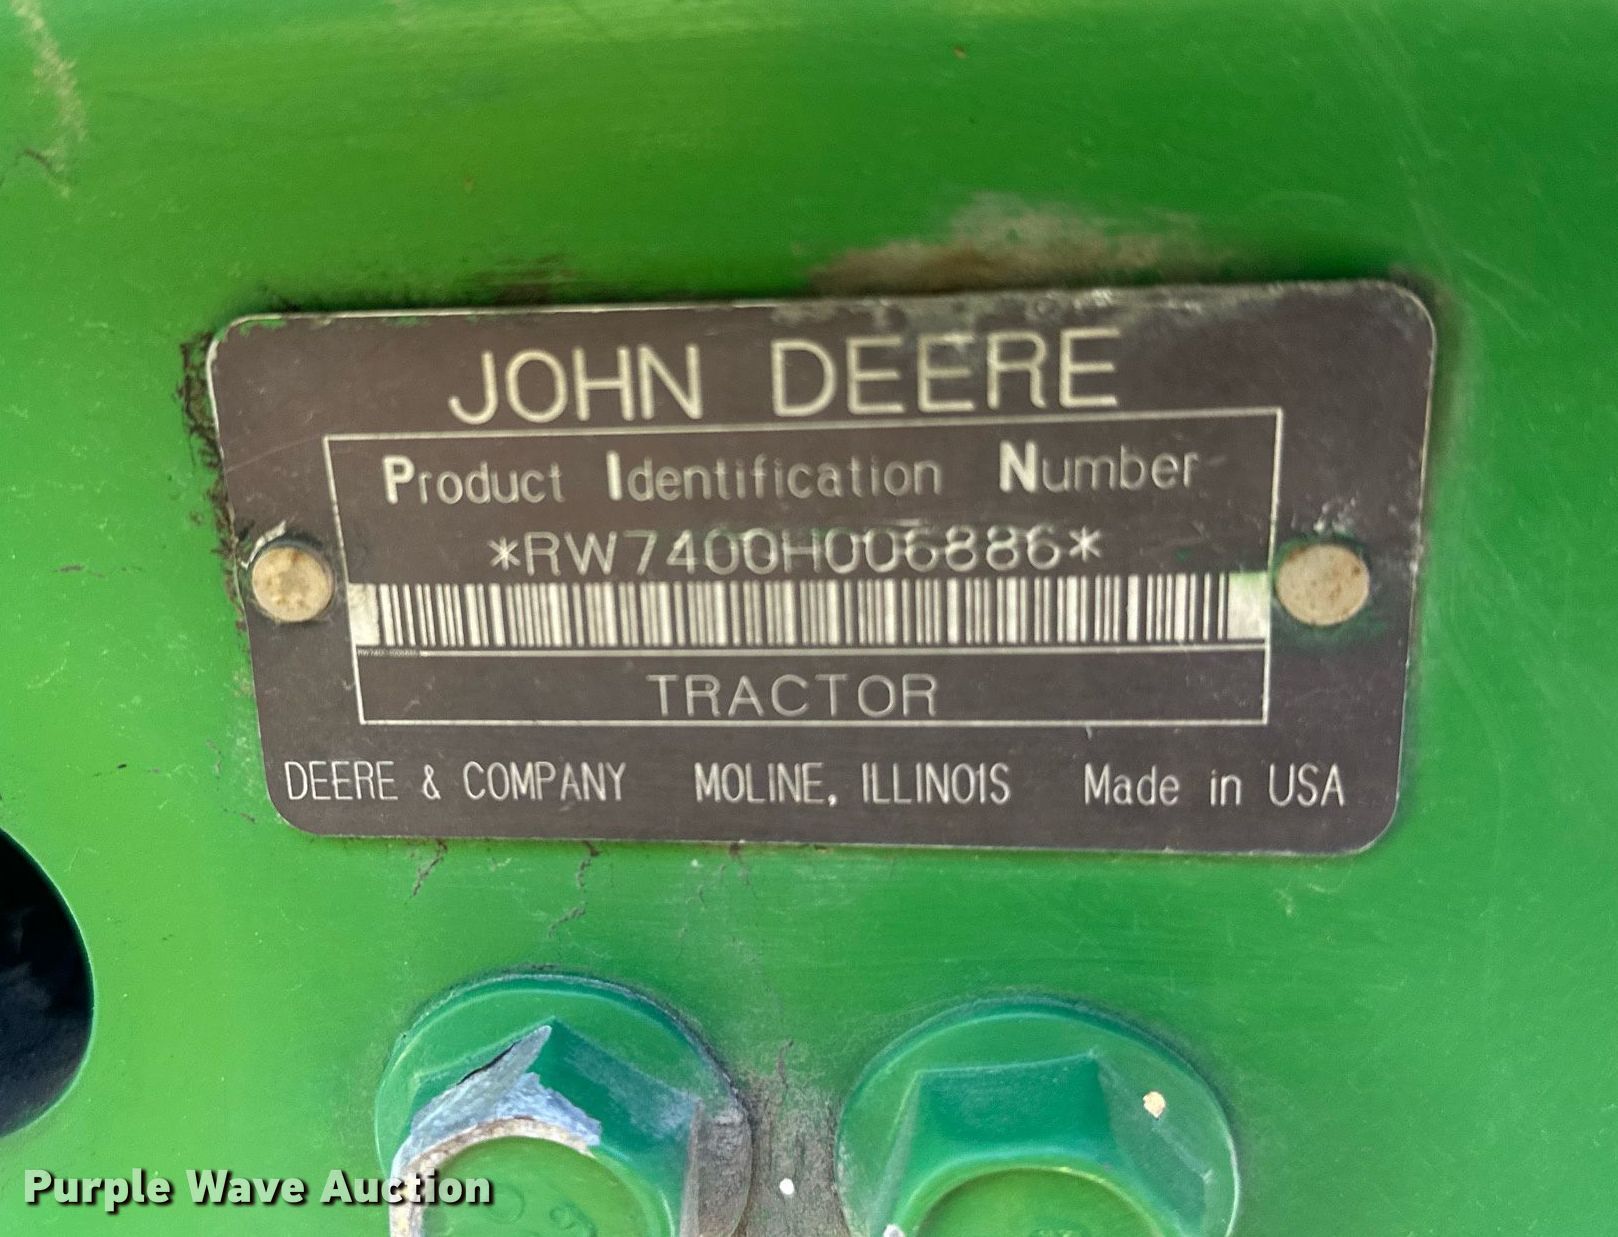 JOHN DEERE
Product Identification Number
*RW7400H006886*
TRACTOR
DEERE & COMPANY MOLINE, ILLINOIS Made in USA
Purple Wave Auction